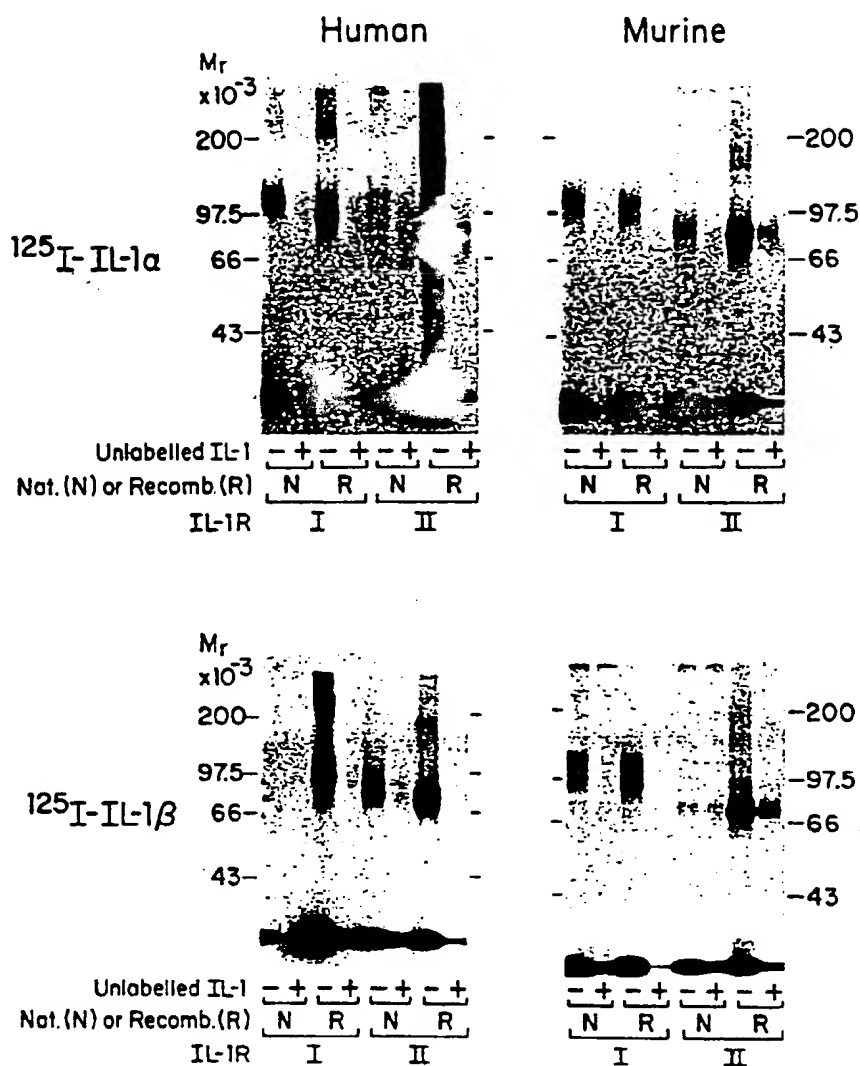 Human Murine
Mr
x10⁻³
200– –200
97.5– –97.5
¹²⁵I-IL-1α
66– –66
43– –43
Unlabelled IL-1 – + – + – + – + – + – + – + – +
Nat.(N) or Recomb.(R) N R N R N R N R
IL-1R I II I II
Mr
x10⁻³
200– –200
97.5– –97.5
¹²⁵I-IL-1β
66– –66
43– –43
Unlabelled IL-1 – + – + – + – + – + – + – + – +
Nat.(N) or Recomb.(R) N R N R N R N R
IL-1R I II I II